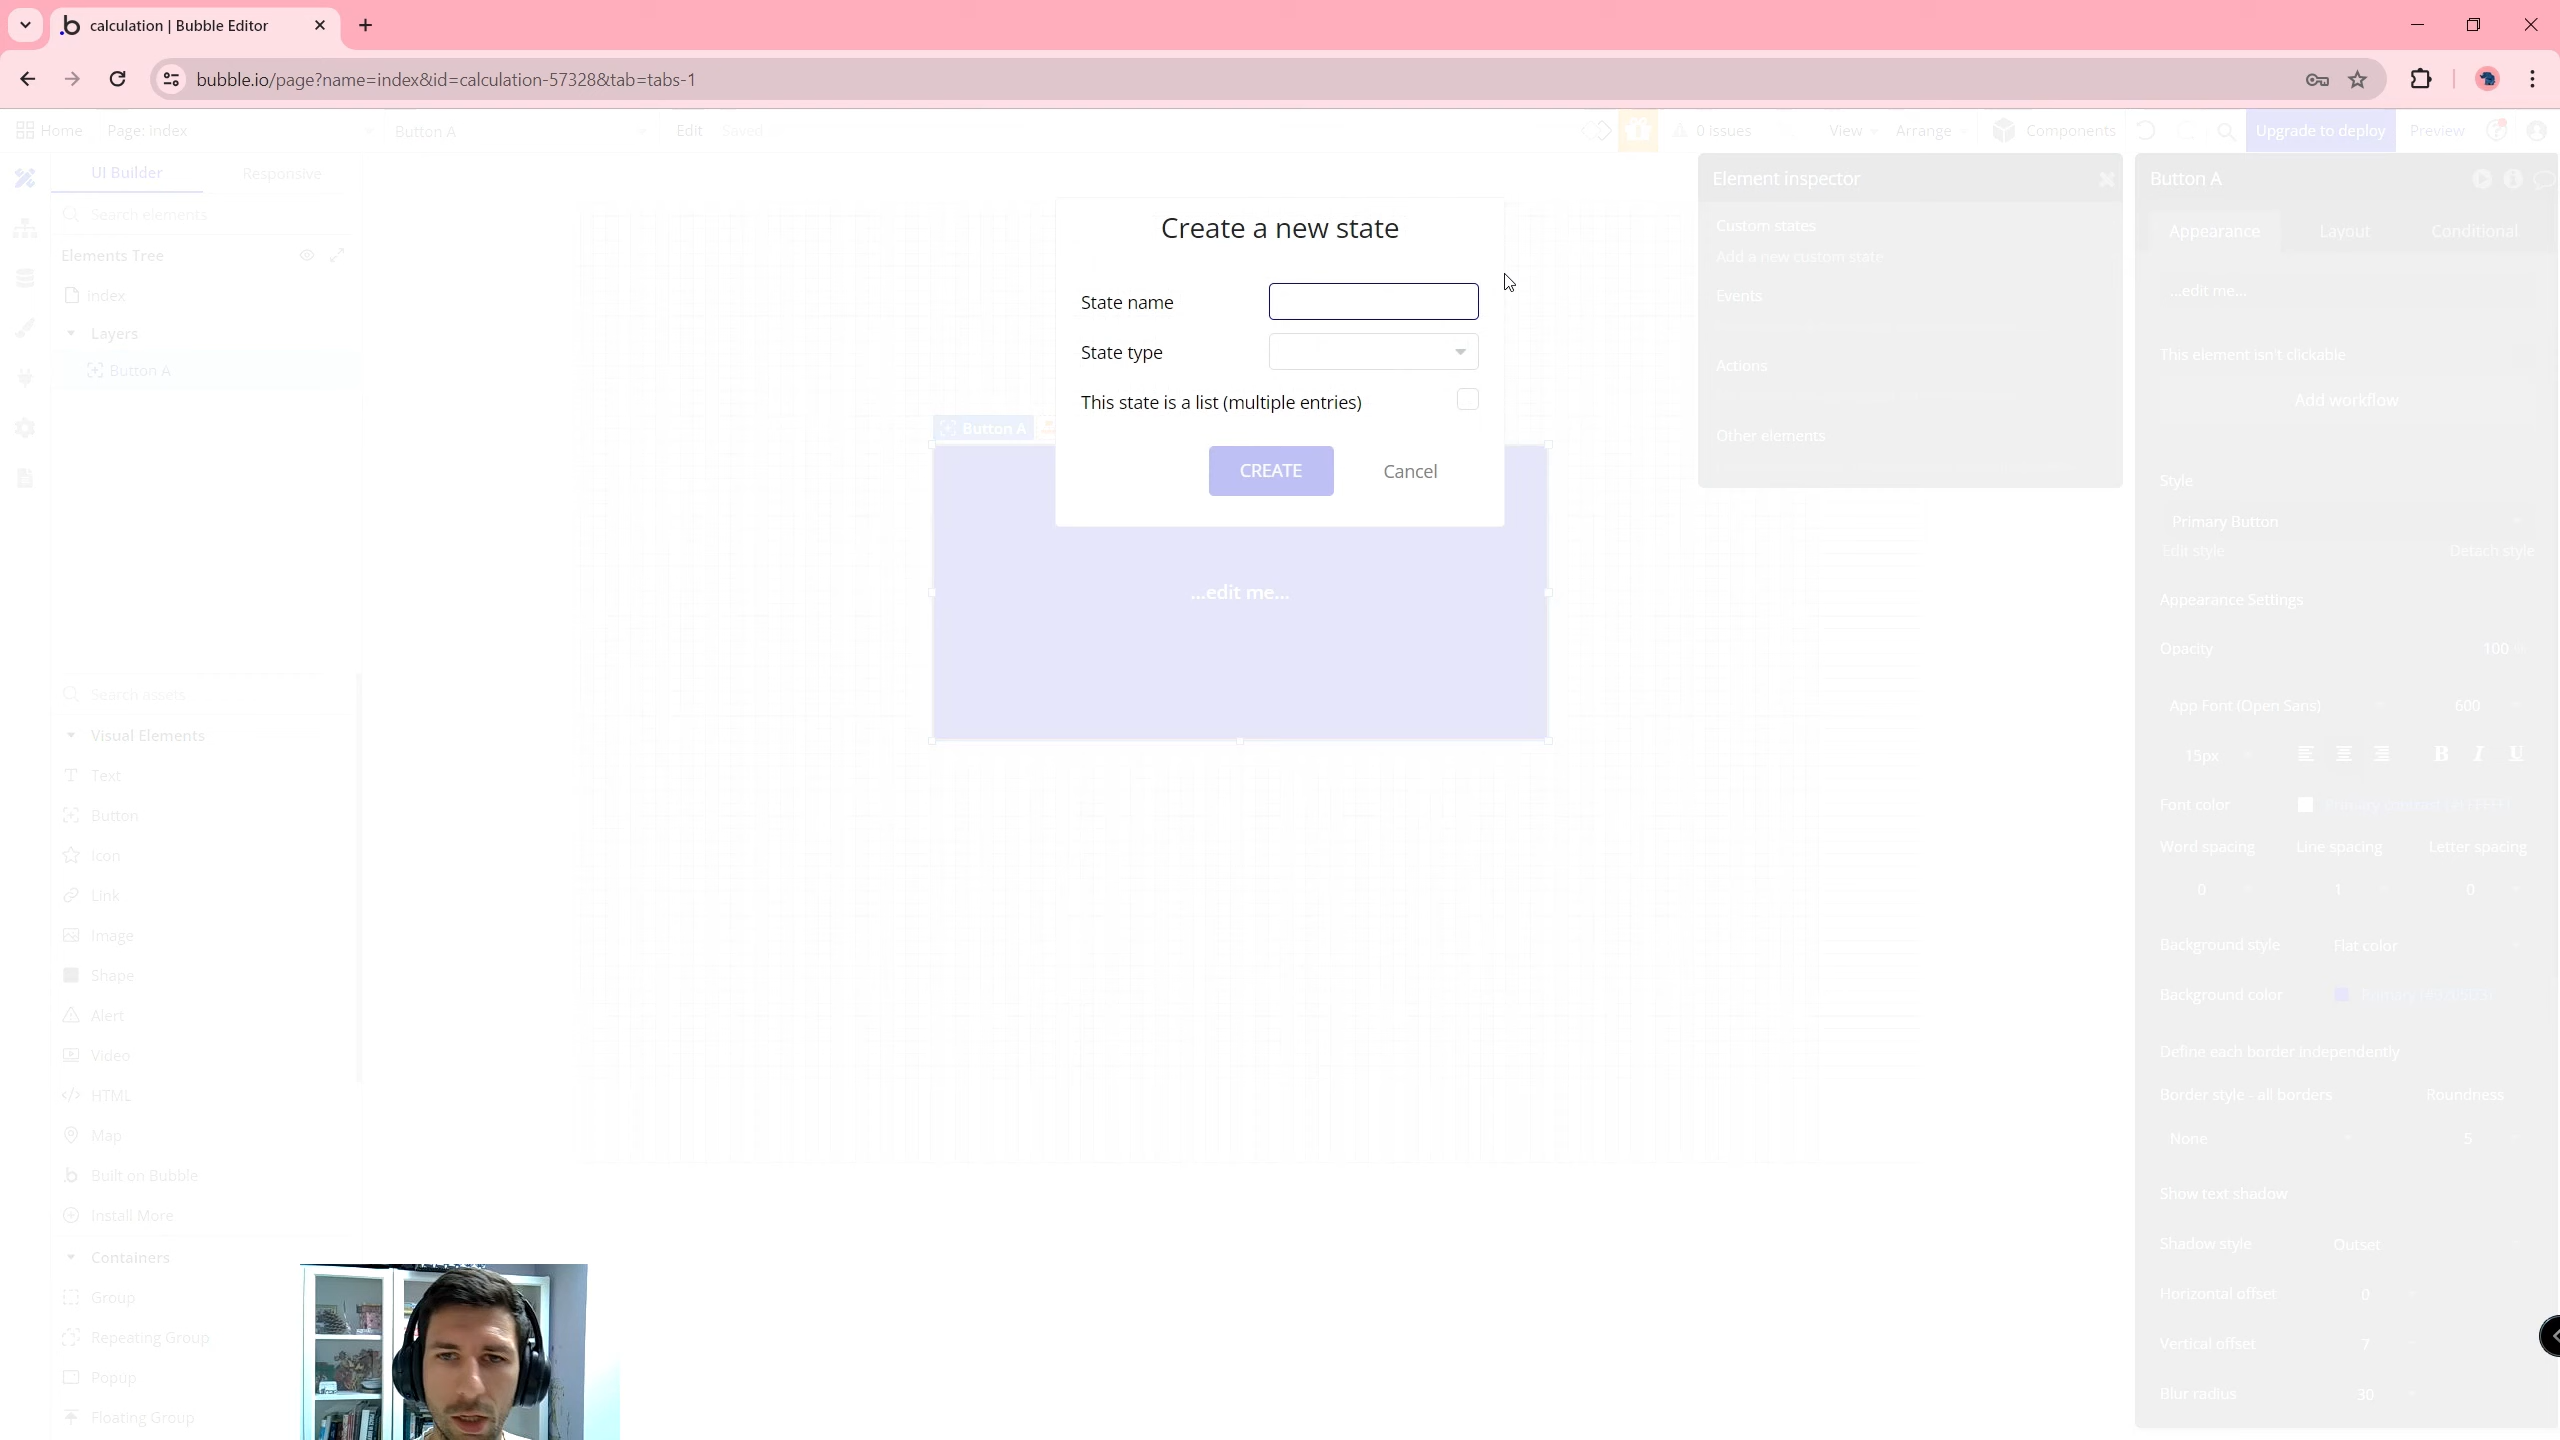 calculation | Bubble Editor
bubble.io/page?name=index&id=calculation-57328&tab=tabs-1
Home
Page: index
Button A
Edit
Saved
0 issues
View
Arrange
Components
Upgrade to deploy
Preview
UI Builder
Responsive
Search elements
Elements Tree
index
Layers
Button A
Search assets
Visual Elements
Text
Button
Icon
Link
Image
Shape
Alert
Video
HTML
Map
Built on Bubble
Install More
Containers
Group
Repeating Group
Popup
Floating Group
Create a new state
State name
State type
This state is a list (multiple entries)
CREATE
Cancel
Button A
...edit me...
Element inspector
Custom states
Add a new custom state
Events
Actions
Other elements
Button A
Appearance
Layout
Conditional
...edit me...
This element isn't clickable
Add workflow
Style
Primary Button
Edit style
Detach style
Appearance Settings
Opacity
100
App Font (Open Sans)
600
15px
B I U
Font color
Word spacing
Line spacing
Letter spacing
0
1
0
Background style
Flat color
Background color
Define each border independently
Border style - all borders
Roundness
None
5
Show text shadow
Shadow style
Outset
Horizontal offset
0
Vertical offset
7
Blur radius
30